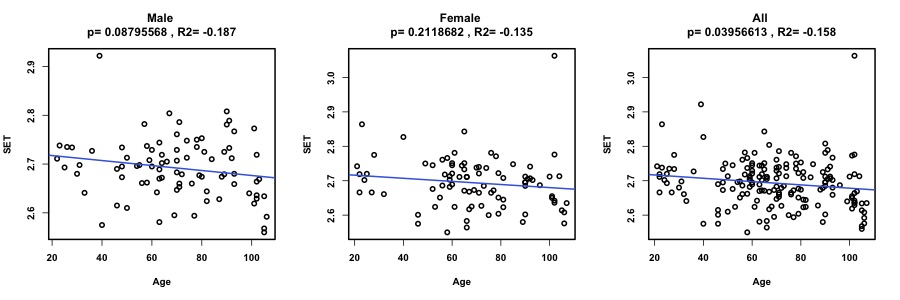 Male
p= 0.08795568 , R2= -0.187
SET
2.9
2.8
2.7
2.6
20 40 60 80 100
Age
Female
p= 0.2118682 , R2= -0.135
SET
3.0
2.9
2.8
2.7
2.6
20 40 60 80 100
Age
All
p= 0.03956613 , R2= -0.158
SET
3.0
2.9
2.8
2.7
2.6
20 40 60 80 100
Age